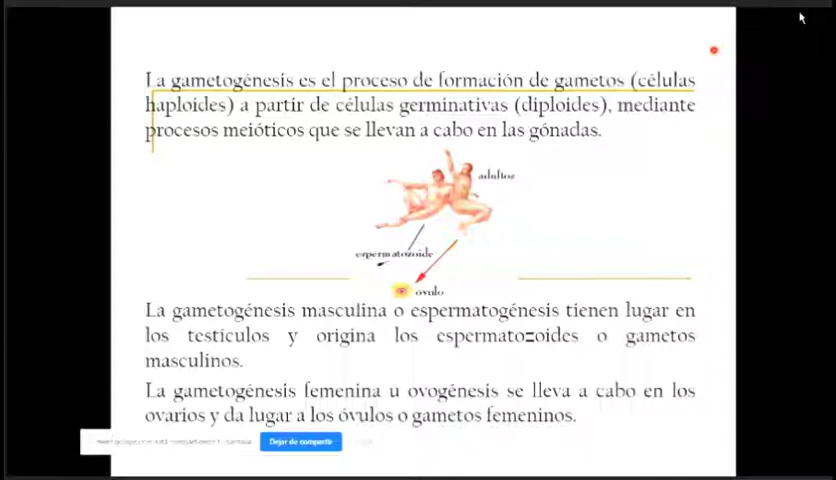 La gametogénesis es el proceso de formación de gametos (células
haploides) a partir de células germinativas (diploides), mediante
procesos meióticos que se llevan a cabo en las gónadas.
adultos
espermatozoide
óvulo
La gametogénesis masculina o espermatogénesis tienen lugar en
los testículos y origina los espermatozoides o gametos
masculinos.
La gametogénesis femenina u ovogénesis se lleva a cabo en los
ovarios y da lugar a los óvulos o gametos femeninos.
Dejar de compartir